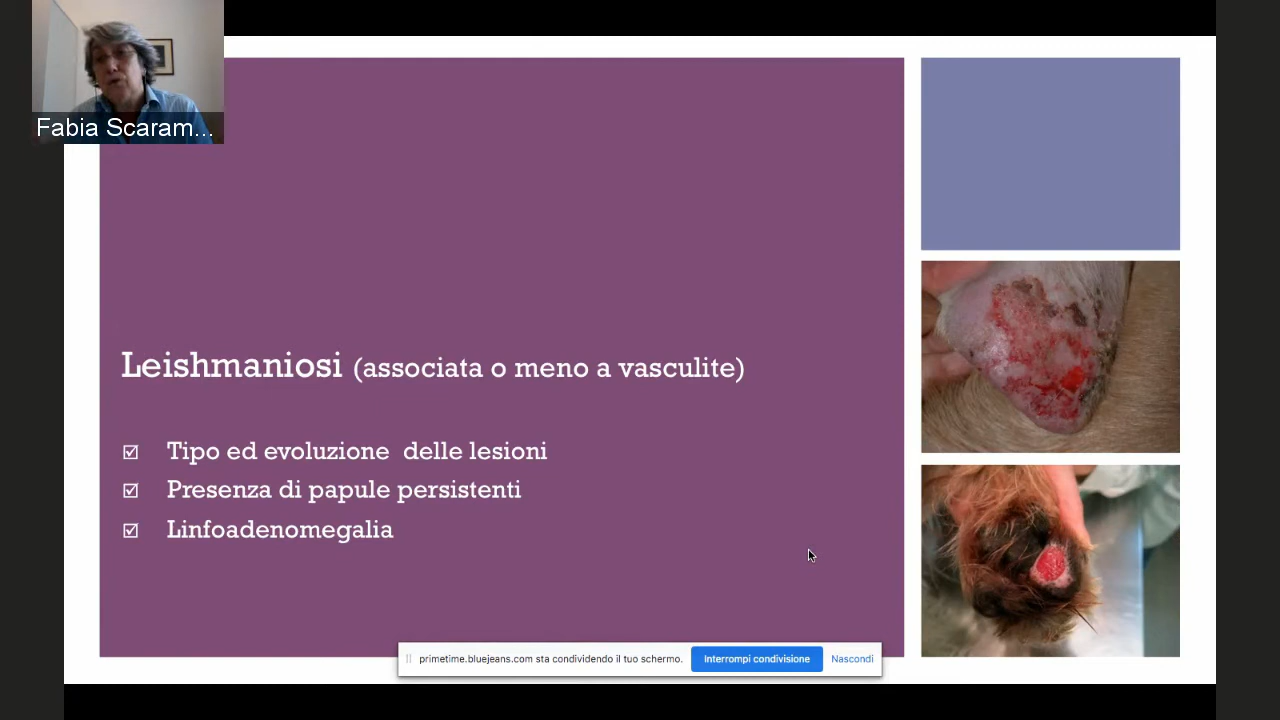 Fabia Scaram...
Leishmaniosi (associata o meno a vasculite)
Tipo ed evoluzione delle lesioni
Presenza di papule persistenti
Linfoadenomegalia
primetime.bluejeans.com sta condividendo il tuo schermo. Interrompi condivisione Nascondi